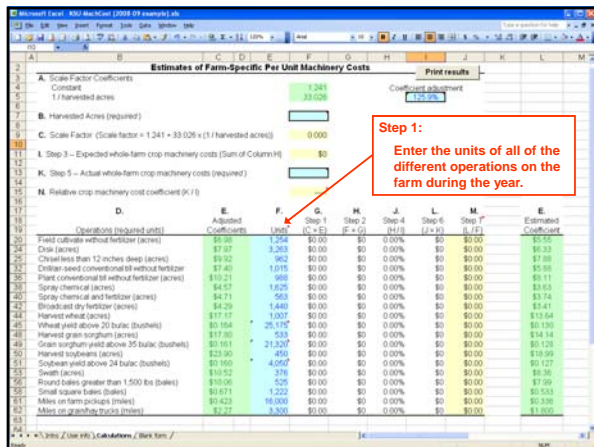 Microsoft Excel - KSU-MachCost (2008-09 example).xls
File Edit View Insert Format Tools Data Window Help
Type a question for help
120%
Arial
10
Estimates of Farm-Specific Per Unit Machinery Costs
Print results
A. Scale Factor Coefficients
Constant 1.241 Coefficient adjustment
1 / harvested acres 33.026 125.9%
B. Harvested Acres (required)
C. Scale Factor (Scale factor = 1.241 + 33.026 x (1 / harvested acres)) 0.000
I. Step 3 -- Expected whole-farm crop machinery costs (Sum of Column H) $0
K. Step 5 -- Actual whole-farm crop machinery costs (required)
N. Relative crop machinery cost coefficient (K / I)
Step 1:
Enter the units of all of the
different operations on the
farm during the year.
D. E. F. G. H. J. L. M. E.
Adjusted Step 1 Step 2 Step 4 Step 6 Step 7 Estimated
Operations (required units) Coefficients Units (C × E) (F × G) (H / I) (J × K) (L / F) Coefficient
Field cultivate without fertilizer (acres) $6.98 1,254 $0.00 $0 0.00% $0 $0.00 $5.55
Disk (acres) $7.97 3,263 $0.00 $0 0.00% $0 $0.00 $6.33
Chisel less than 12-inches deep (acres) $9.92 962 $0.00 $0 0.00% $0 $0.00 $7.88
Drill/air-seed conventional till without fertilizer $7.40 1,015 $0.00 $0 0.00% $0 $0.00 $5.88
Plant conventional till without fertilizer (acres) $10.21 988 $0.00 $0 0.00% $0 $0.00 $8.11
Spray chemical (acres) $4.57 1,625 $0.00 $0 0.00% $0 $0.00 $3.63
Spray chemical and fertilizer (acres) $4.71 563 $0.00 $0 0.00% $0 $0.00 $3.74
Broadcast dry fertilizer (acres) $4.29 1,440 $0.00 $0 0.00% $0 $0.00 $3.41
Harvest wheat (acres) $17.17 1,007 $0.00 $0 0.00% $0 $0.00 $13.64
Wheat yield above 20 bu/ac (bushels) $0.164 25,175 $0.00 $0 0.00% $0 $0.00 $0.130
Harvest grain sorghum (acres) $17.80 533 $0.00 $0 0.00% $0 $0.00 $14.14
Grain sorghum yield above 35 bu/ac (bushels) $0.161 21,320 $0.00 $0 0.00% $0 $0.00 $0.128
Harvest soybeans (acres) $23.90 450 $0.00 $0 0.00% $0 $0.00 $18.99
Soybean yield above 24 bu/ac (bushels) $0.160 4,050 $0.00 $0 0.00% $0 $0.00 $0.127
Swath (acres) $10.52 376 $0.00 $0 0.00% $0 $0.00 $8.36
Round bales greater than 1,500 lbs (bales) $10.06 525 $0.00 $0 0.00% $0 $0.00 $7.99
Small square bales (bales) $0.671 1,222 $0.00 $0 0.00% $0 $0.00 $0.533
Miles on farm pickups (miles) $0.423 16,000 $0.00 $0 0.00% $0 $0.00 $0.336
Miles on grain/hay trucks (miles) $2.27 3,300 $0.00 $0 0.00% $0 $0.00 $1.800
Intro / User info / Calculations / Blank form